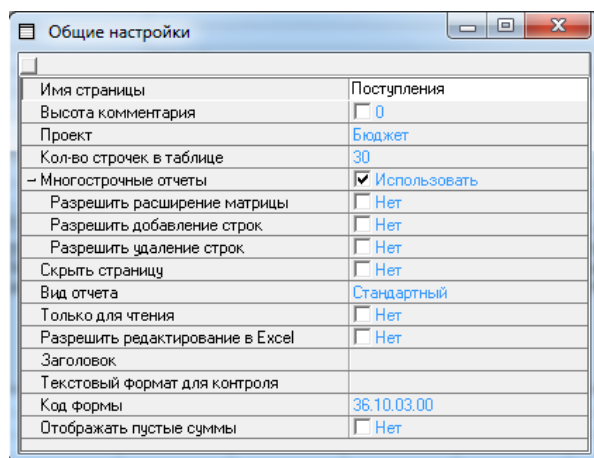 Общие настройки
Имя страницы Поступления
Высота комментария 0
Проект Бюджет
Кол-во строчек в таблице 30
Многострочные отчеты Использовать
Разрешить расширение матрицы Нет
Разрешить добавление строк Нет
Разрешить удаление строк Нет
Скрыть страницу Нет
Вид отчета Стандартный
Только для чтения Нет
Разрешить редактирование в Excel Нет
Заголовок
Текстовый формат для контроля
Код формы 36.10.03.00
Отображать пустые суммы Нет